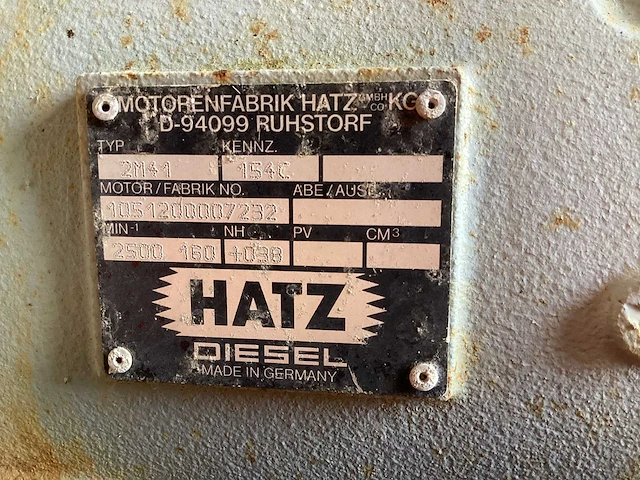 MOTORENFABRIK HATZ GMBH CO KG
D-94099 RUHSTORF
TYP KENNZ.
2M41 154C
MOTOR/FABRIK NO. ABE/AUSF.
1051200007232
MIN-1 NH PV CM3
2500 160 4038
HATZ
DIESEL
MADE IN GERMANY